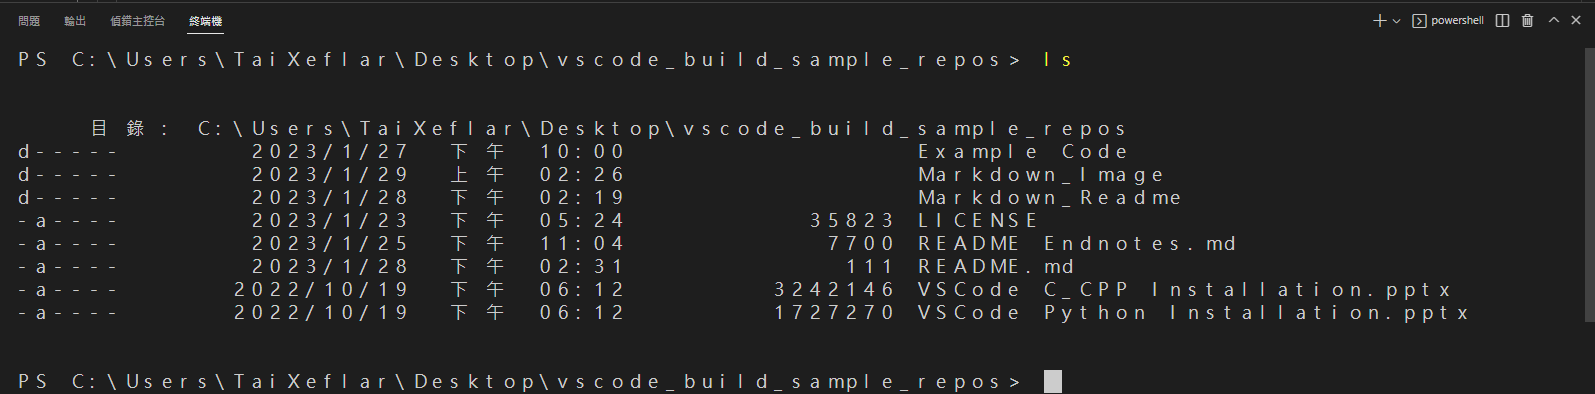 問題 輸出 偵錯主控台 終端機 powershell
PS C:\Users\TaiXeflar\Desktop\vscode_build_sample_repos> ls
目錄: C:\Users\TaiXeflar\Desktop\vscode_build_sample_repos
d----- 2023/1/27 下午 10:00 Example Code
d----- 2023/1/29 上午 02:26 Markdown_Image
d----- 2023/1/28 下午 02:19 Markdown_Readme
-a---- 2023/1/23 下午 05:24 35823 LICENSE
-a---- 2023/1/25 下午 11:04 7700 README Endnotes.md
-a---- 2023/1/28 下午 02:31 111 README.md
-a---- 2022/10/19 下午 06:12 3242146 VSCode C_CPP Installation.pptx
-a---- 2022/10/19 下午 06:12 1727270 VSCode Python Installation.pptx
PS C:\Users\TaiXeflar\Desktop\vscode_build_sample_repos>